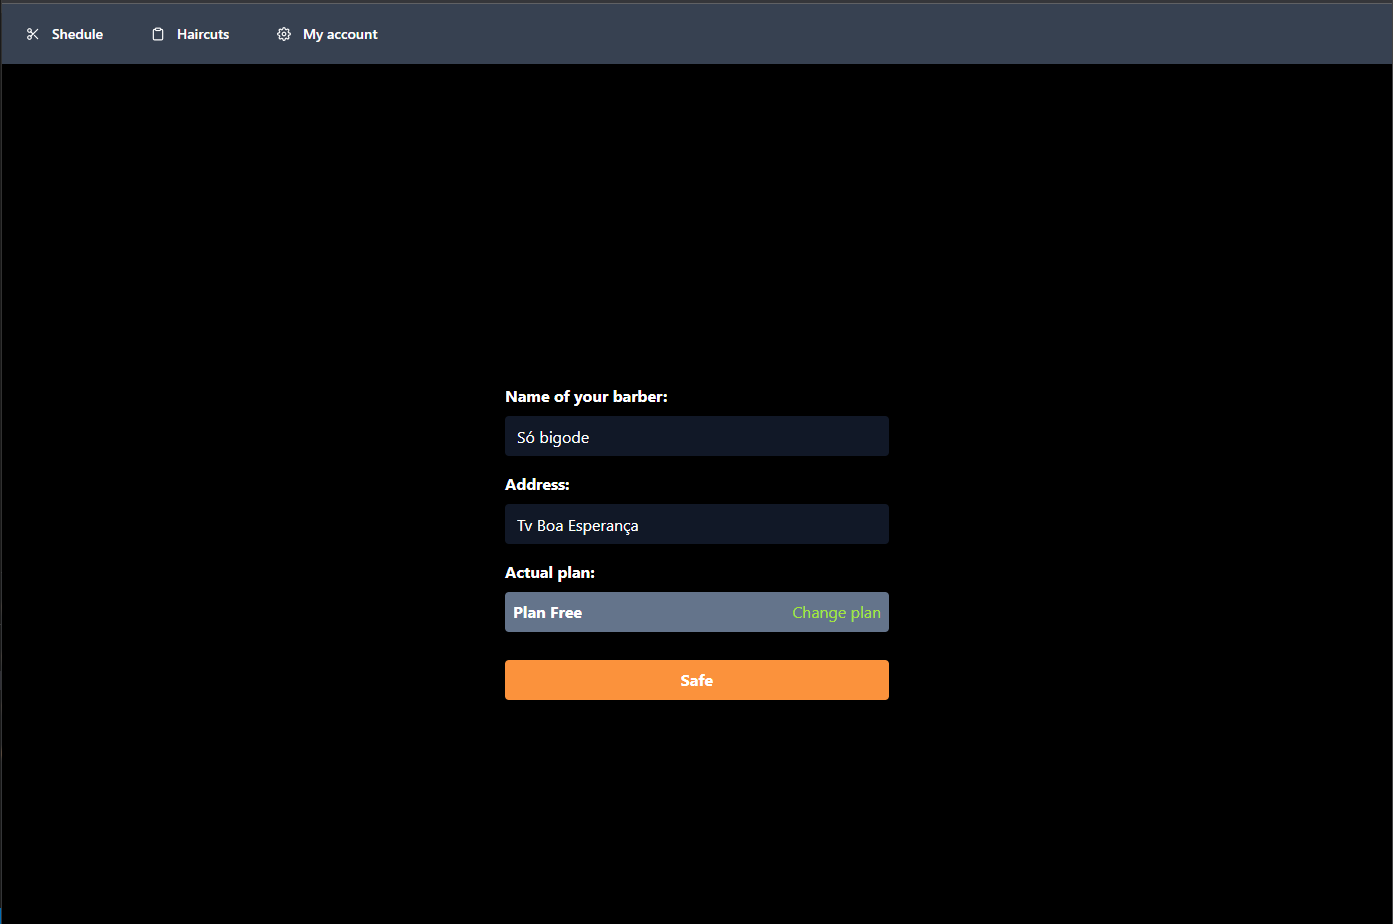 Shedule Haircuts My account
Name of your barber:
Só bigode
Address:
Tv Boa Esperança
Actual plan:
Plan Free Change plan
Safe